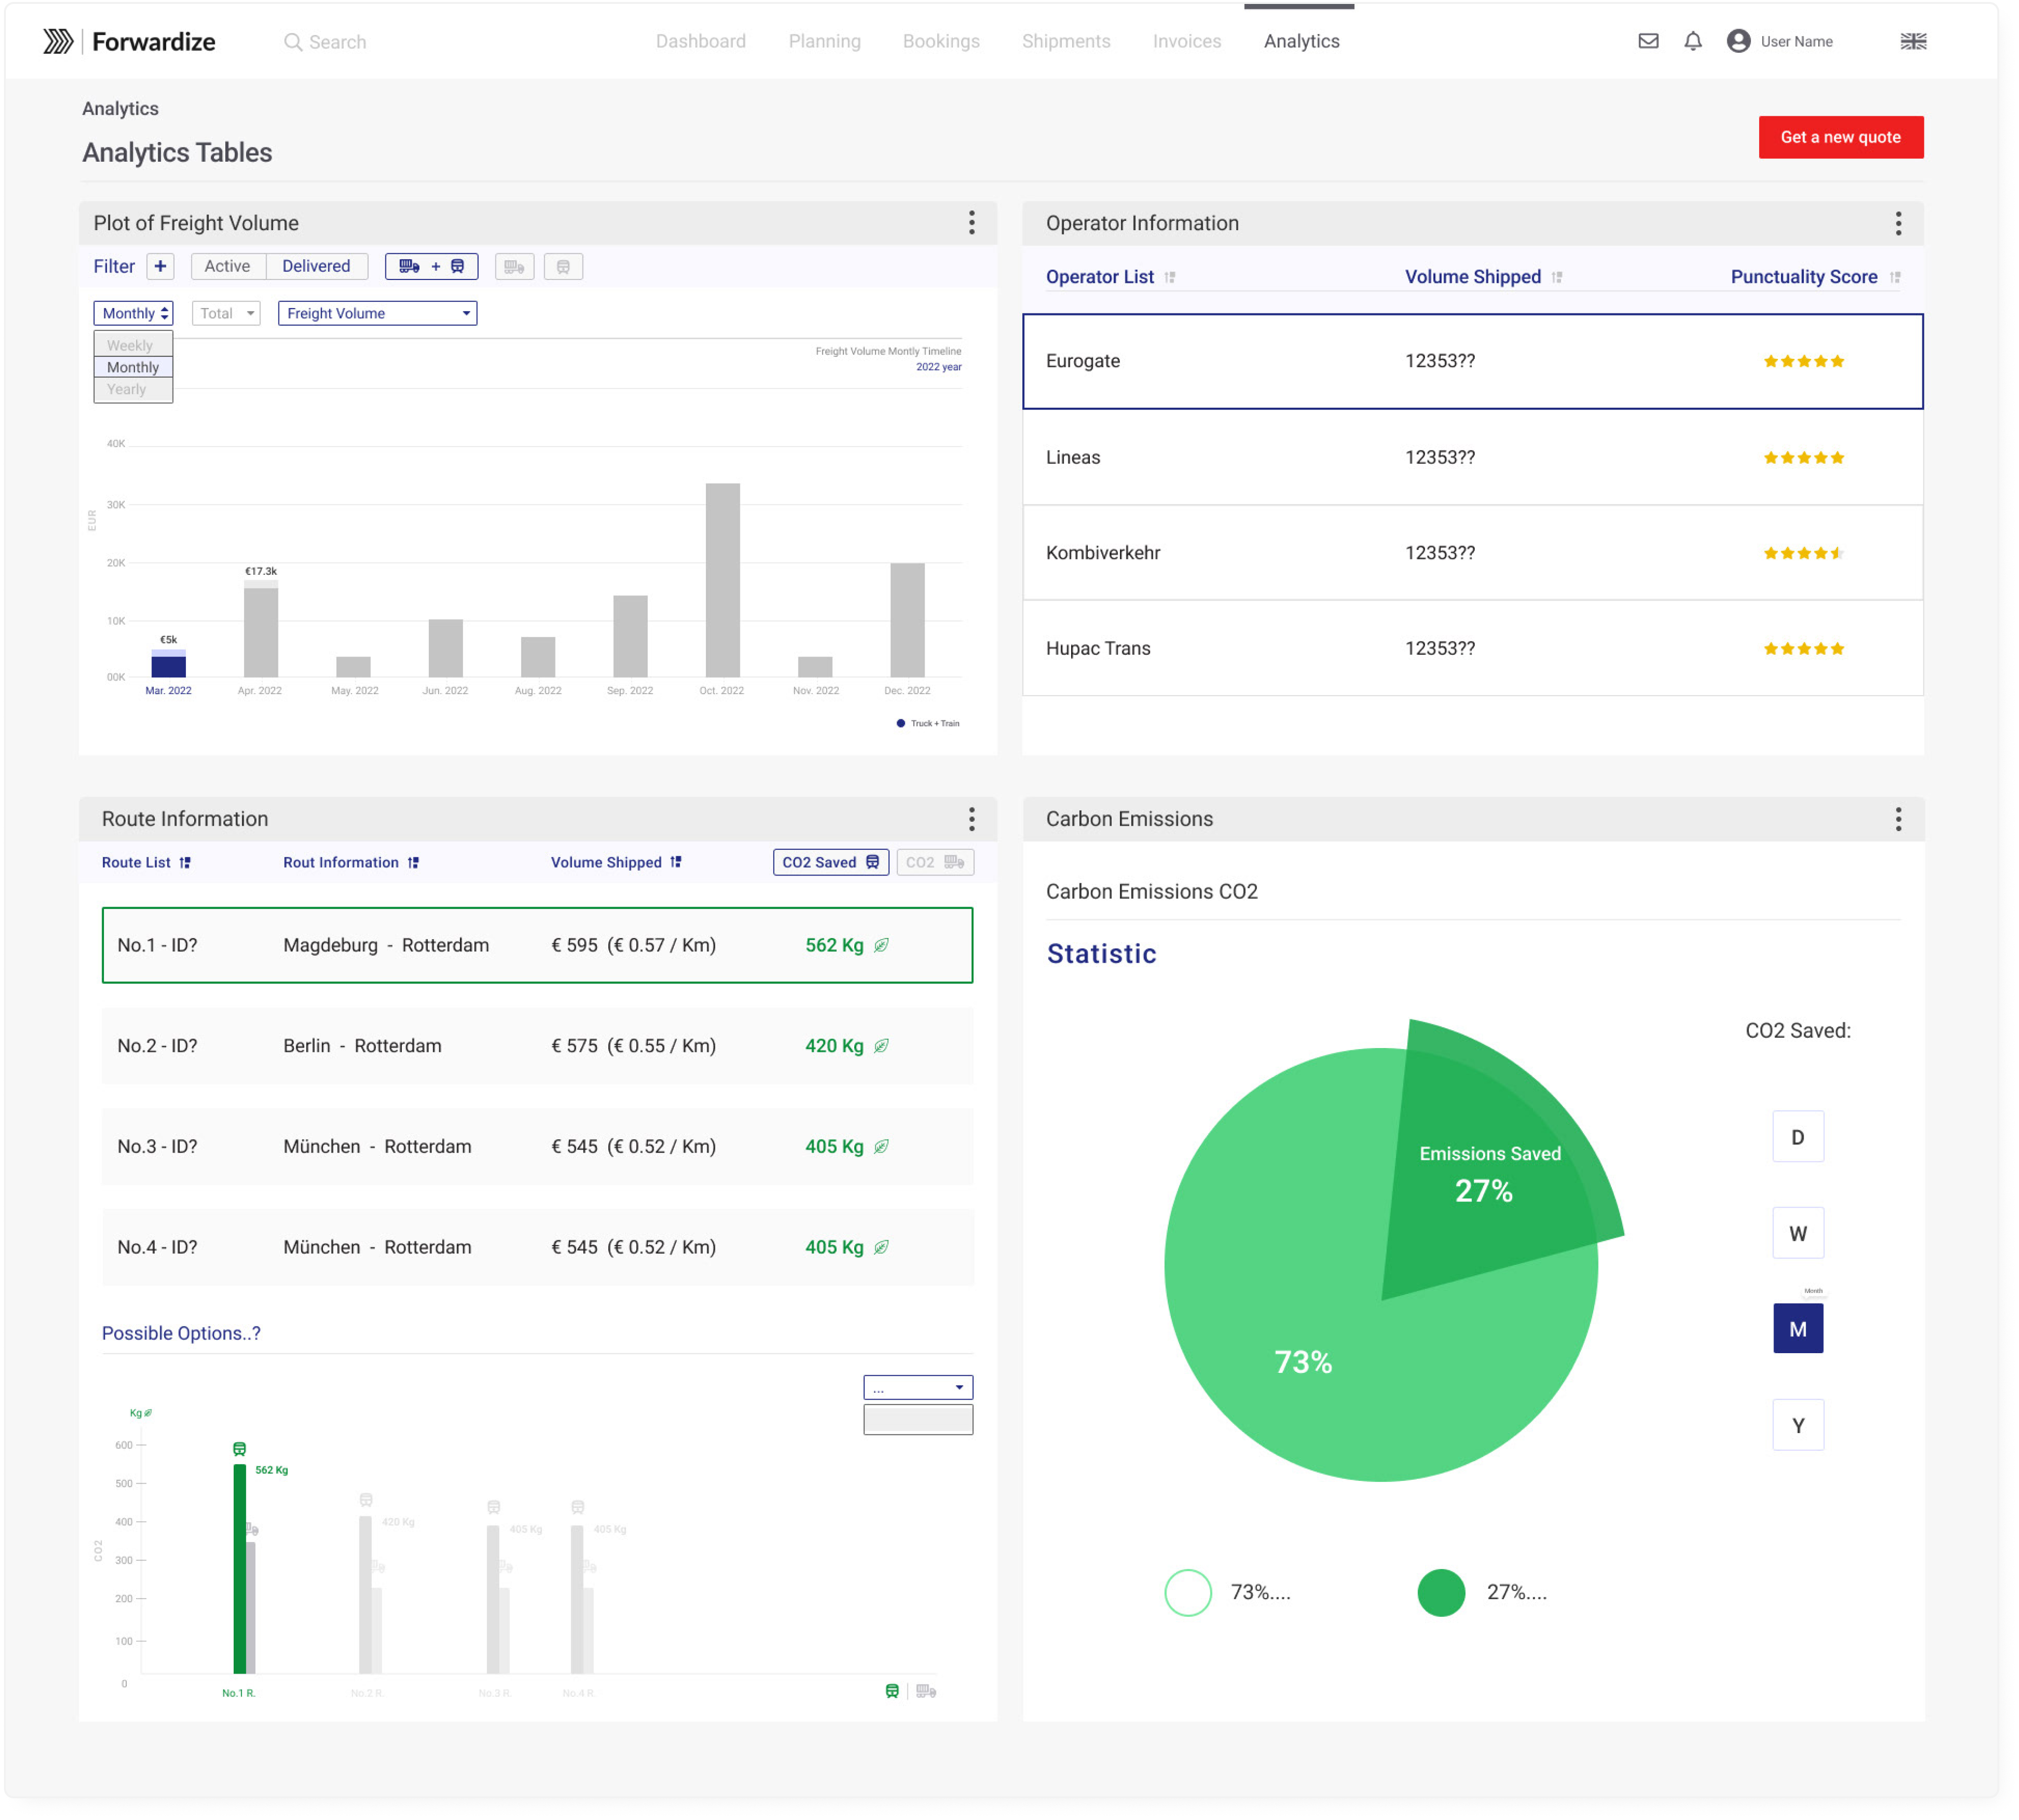 Forwardize
Search
Dashboard
Planning
Bookings
Shipments
Invoices
Analytics
User Name
Analytics
Analytics Tables
Get a new quote
Plot of Freight Volume
Filter +
Active
Delivered
+
Monthly
Total
Freight Volume
Weekly
Monthly
Yearly
Freight Volume Montly Timeline
2022 year
EUR
40K
30K
20K
10K
00K
€5k
€17.3k
Mar. 2022
Apr. 2022
May. 2022
Jun. 2022
Aug. 2022
Sep. 2022
Oct. 2022
Nov. 2022
Dec. 2022
Truck + Train
Operator Information
Operator List
Volume Shipped
Punctuality Score
Eurogate
12353??
Lineas
12353??
Kombiverkehr
12353??
Hupac Trans
12353??
Route Information
Route List
Rout Information
Volume Shipped
CO2 Saved
CO2
No.1 - ID?
Magdeburg - Rotterdam
€ 595 (€ 0.57 / Km)
562 Kg
No.2 - ID?
Berlin - Rotterdam
€ 575 (€ 0.55 / Km)
420 Kg
No.3 - ID?
München - Rotterdam
€ 545 (€ 0.52 / Km)
405 Kg
No.4 - ID?
München - Rotterdam
€ 545 (€ 0.52 / Km)
405 Kg
Possible Options..?
...
Kg
CO2
600
500
400
300
200
100
0
562 Kg
420 Kg
405 Kg
405 Kg
No.1 R.
No.2 R.
No.3 R.
No.4 R.
Carbon Emissions
Carbon Emissions CO2
Statistic
CO2 Saved:
Emissions Saved
27%
73%
D
W
Month
M
Y
73%....
27%....